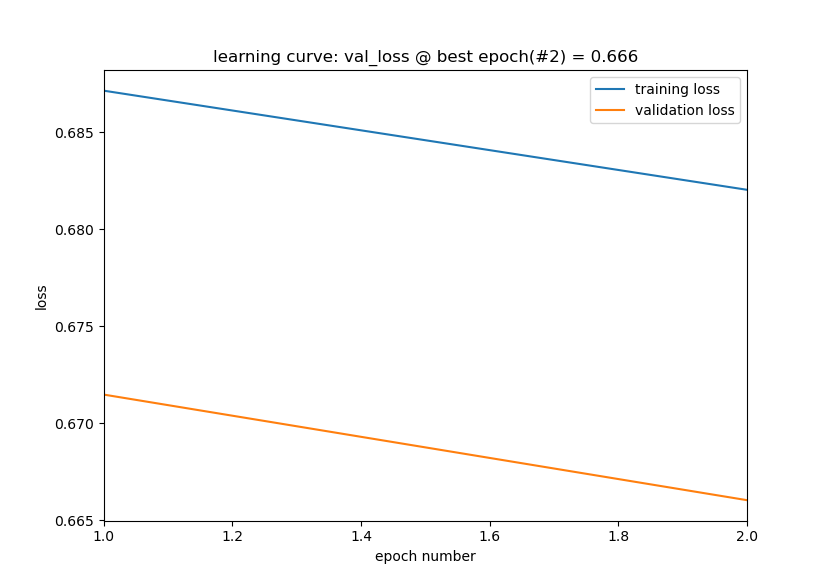 learning curve: val_loss @ best epoch(#2) = 0.666
training loss
validation loss
0.685
0.680
0.675
0.670
0.665
loss
1.0 1.2 1.4 1.6 1.8 2.0
epoch number